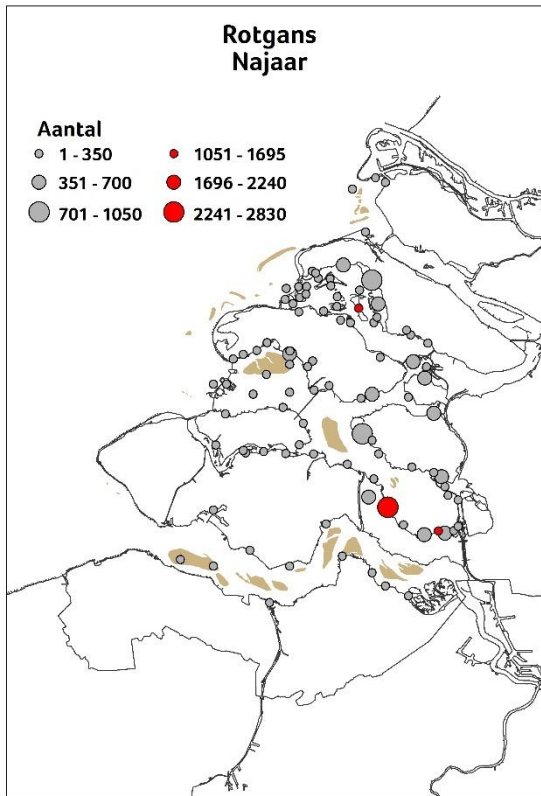 Rotgans
Najaar
Aantal
1 - 350
351 - 700
701 - 1050
1051 - 1695
1696 - 2240
2241 - 2830